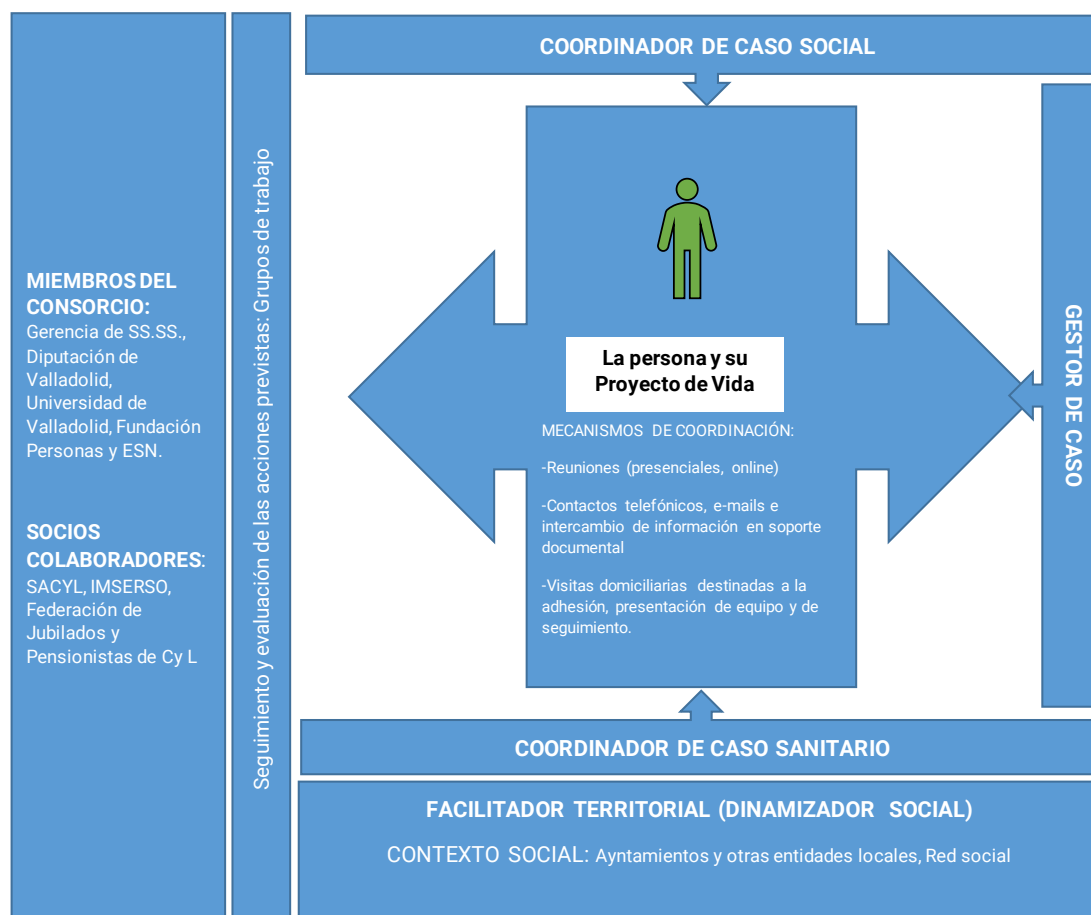 MIEMBROS DEL
CONSORCIO:
Gerencia de SS.SS.,
Diputación de
Valladolid,
Universidad de
Valladolid, Fundación
Personas y ESN.
SOCIOS
COLABORADORES:
SACYL, IMSERSO,
Federación de
Jubilados y
Pensionistas de Cy L
Seguimiento y evaluación de las acciones previstas: Grupos de trabajo
COORDINADOR DE CASO SOCIAL
La persona y su
Proyecto de Vida
MECANISMOS DE COORDINACIÓN:
-Reuniones (presenciales, online)
-Contactos telefónicos, e-mails e
intercambio de información en soporte
documental
-Visitas domiciliarias destinadas a la
adhesión, presentación de equipo y de
seguimiento.
GESTOR DE CASO
COORDINADOR DE CASO SANITARIO
FACILITADOR TERRITORIAL (DINAMIZADOR SOCIAL)
CONTEXTO SOCIAL: Ayntamientos y otras entidades locales, Red social